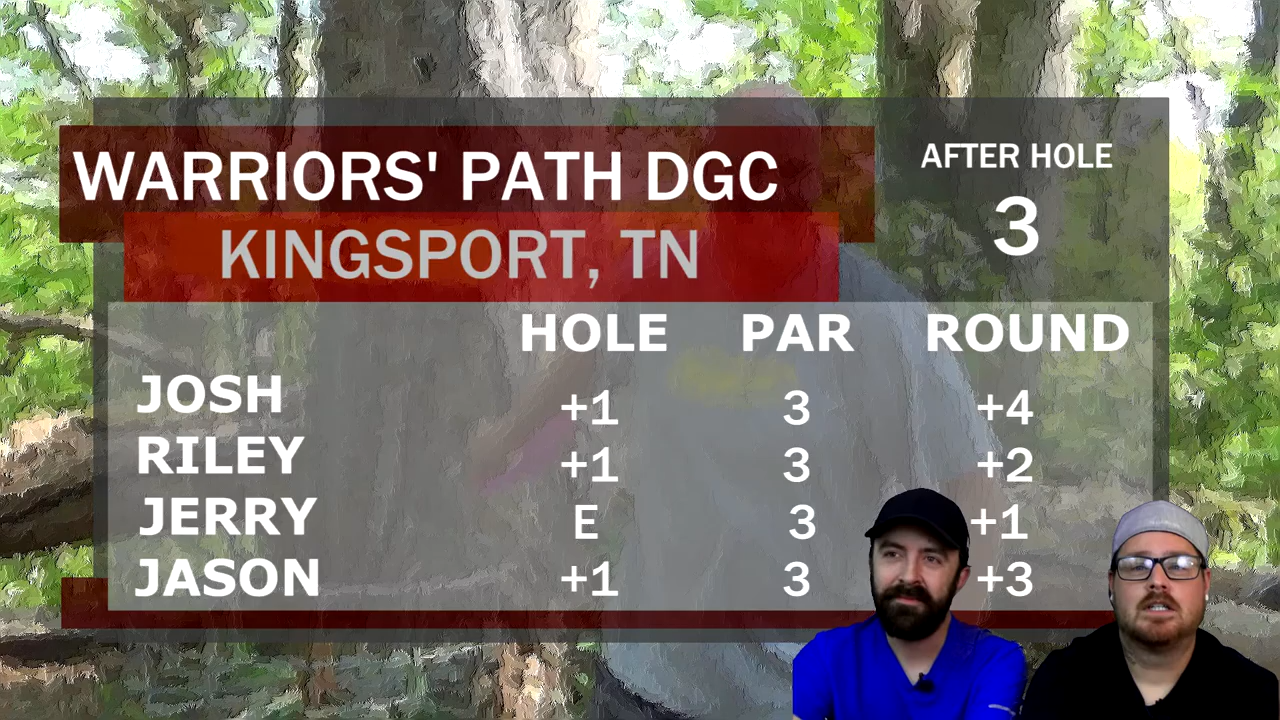 WARRIORS' PATH DGC
KINGSPORT, TN
AFTER HOLE
3
HOLE PAR ROUND
JOSH +1 3 +4
RILEY +1 3 +2
JERRY E 3 +1
JASON +1 3 +3